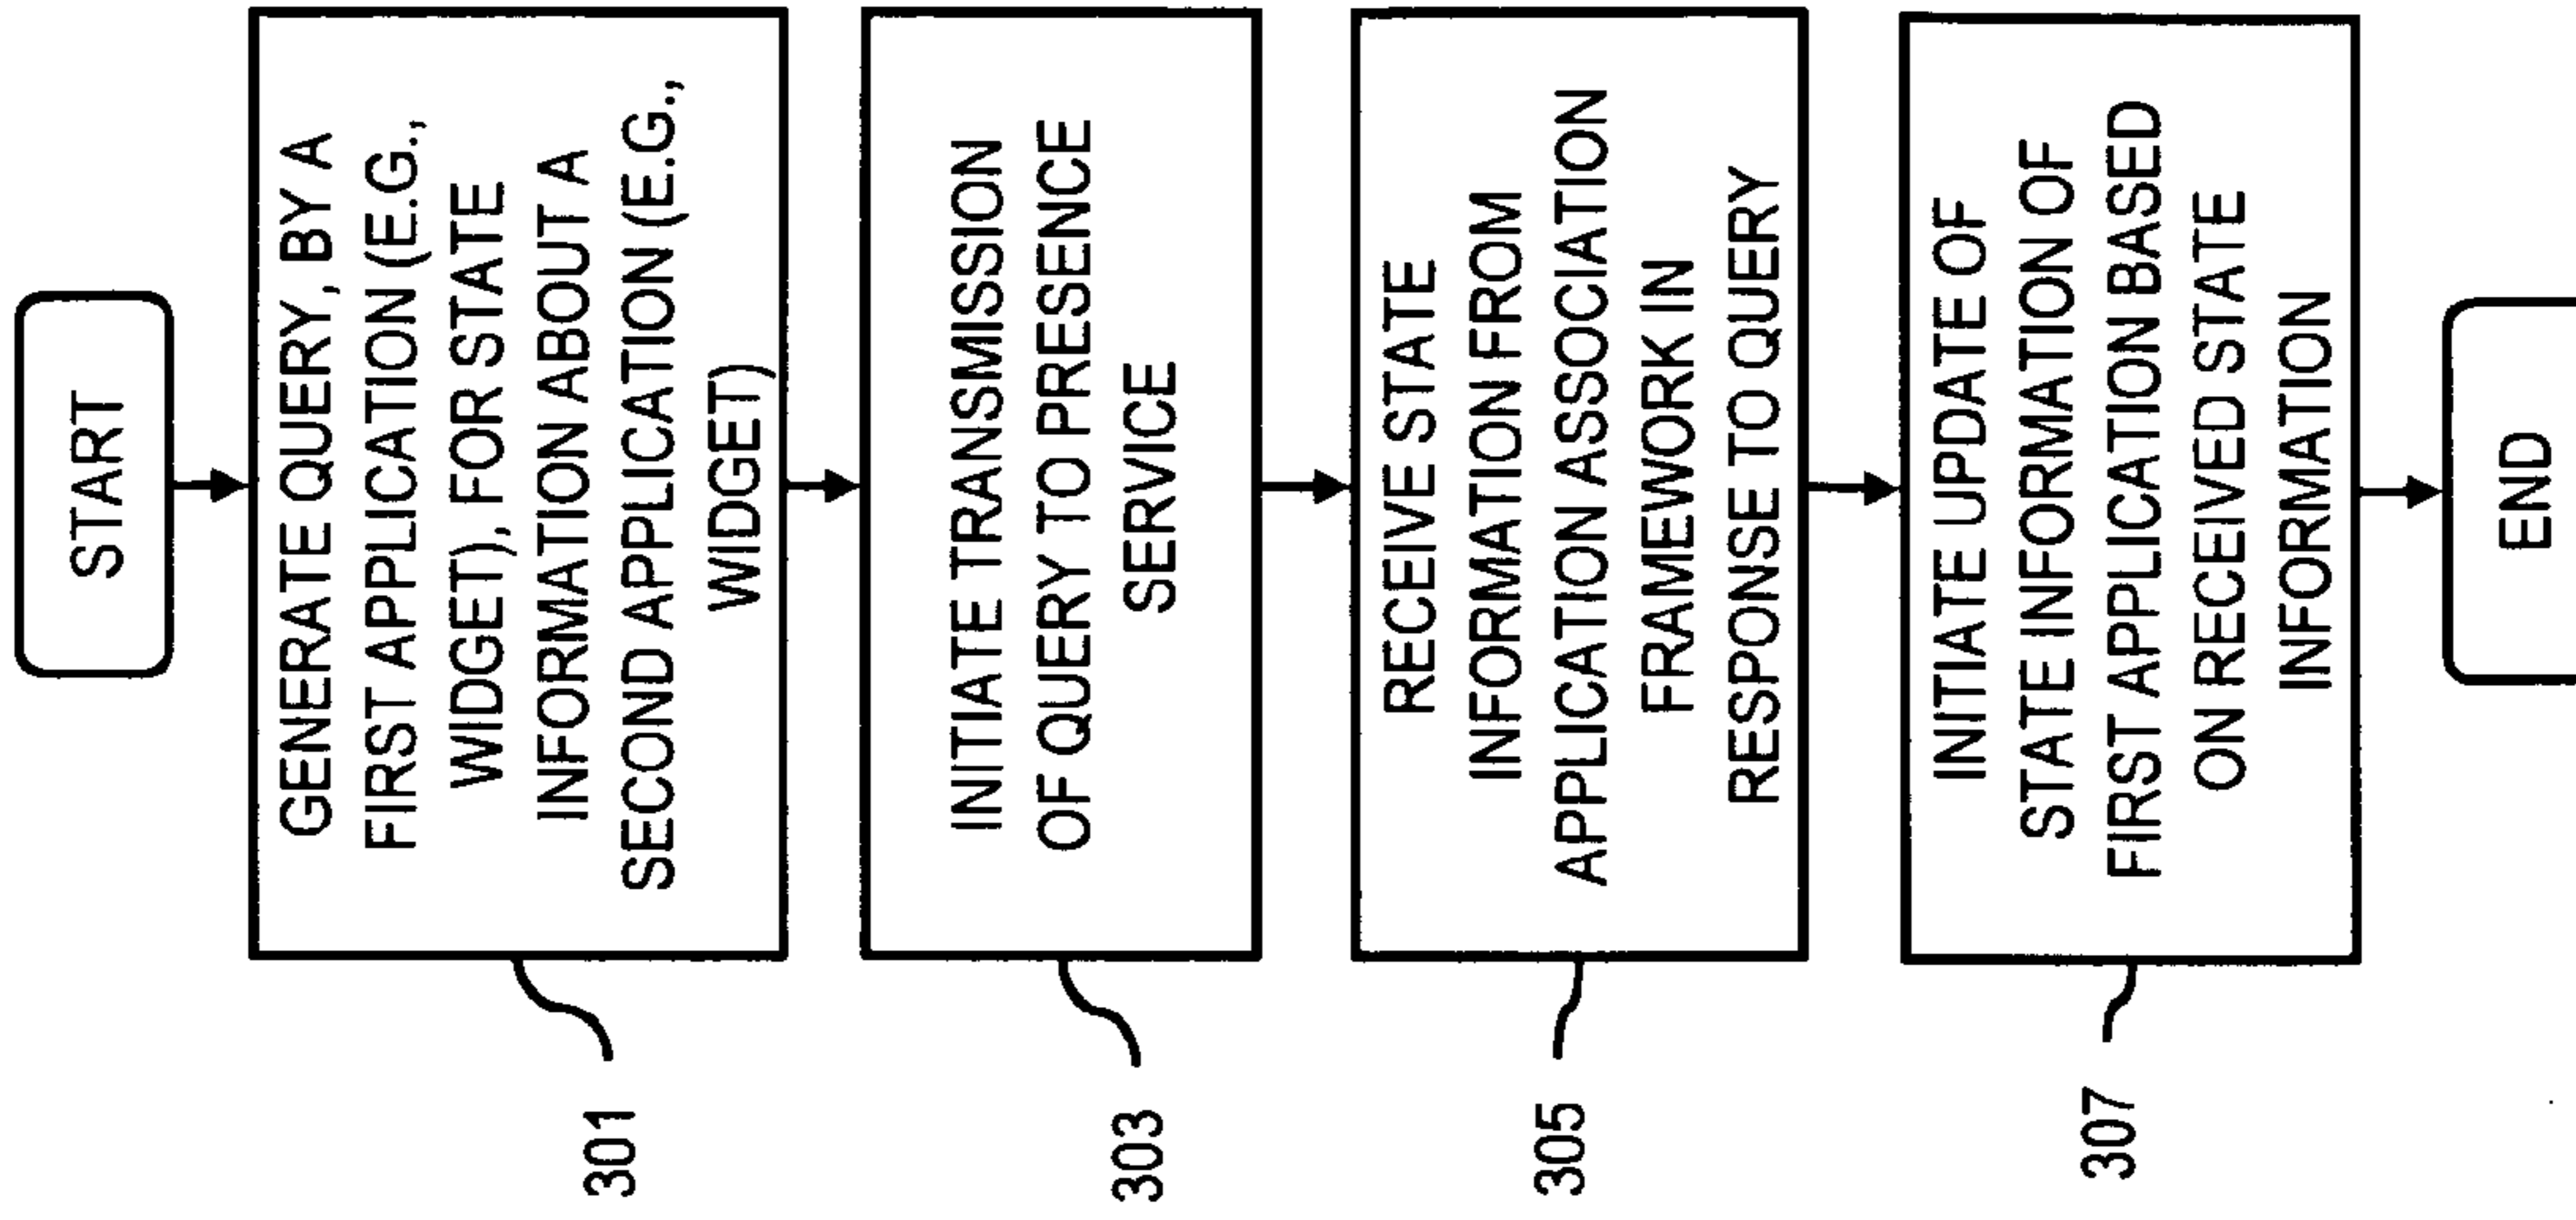 START
GENERATE QUERY, BY A
FIRST APPLICATION (E.G.,
WIDGET), FOR STATE
INFORMATION ABOUT A
SECOND APPLICATION (E.G.,
WIDGET)
301
INITIATE TRANSMISSION
OF QUERY TO PRESENCE
SERVICE
303
RECEIVE STATE
INFORMATION FROM
APPLICATION ASSOCIATION
FRAMEWORK IN
RESPONSE TO QUERY
305
INITIATE UPDATE OF
STATE INFORMATION OF
FIRST APPLICATION BASED
ON RECEIVED STATE
INFORMATION
307
END